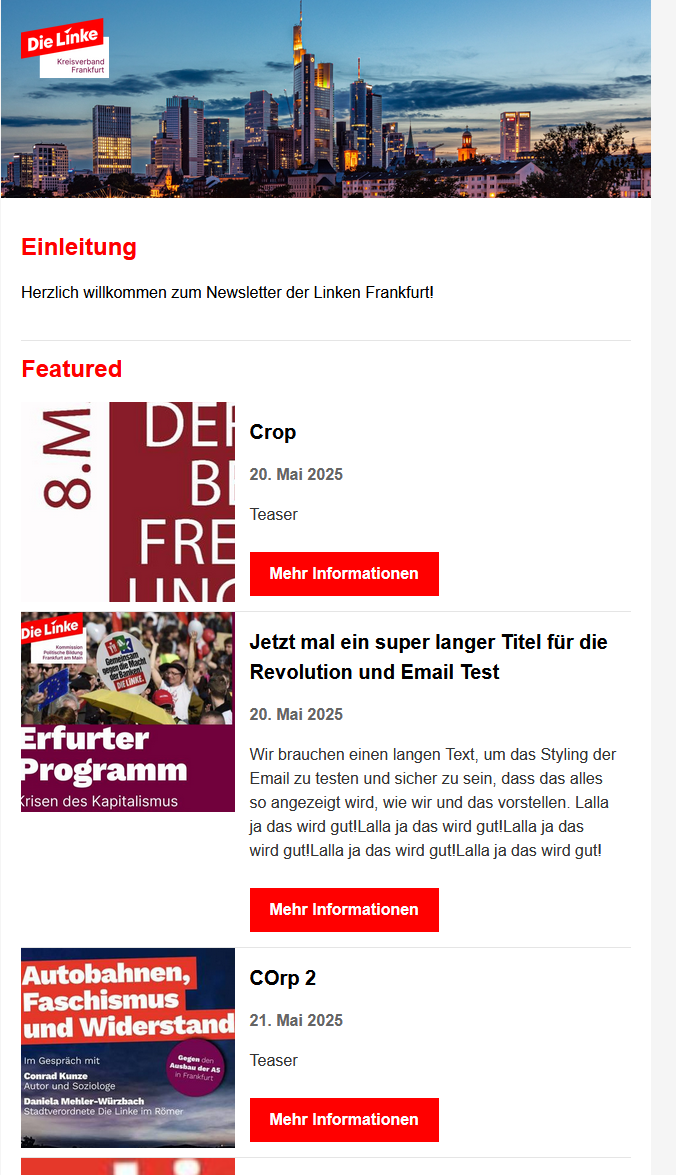 Die Linke
Kreisverband
Frankfurt
Einleitung
Herzlich willkommen zum Newsletter der Linken Frankfurt!
Featured
8.M
DEF
BE
FRE
UNG
Crop
20. Mai 2025
Teaser
Mehr Informationen
Die Linke
Kommission
Politische Bildung
Frankfurt am Main
Gemeinsam
gegen die Macht
der Banken!
DIE LINKE.
Erfurter
Programm
Krisen des Kapitalismus
Jetzt mal ein super langer Titel für die
Revolution und Email Test
20. Mai 2025
Wir brauchen einen langen Text, um das Styling der
Email zu testen und sicher zu sein, dass das alles
so angezeigt wird, wie wir und das vorstellen. Lalla
ja das wird gut!Lalla ja das wird gut!Lalla ja das
wird gut!Lalla ja das wird gut!Lalla ja das wird gut!
Mehr Informationen
Autobahnen,
Faschismus
und Widerstand
Im Gespräch mit
Conrad Kunze
Autor und Soziologe
Daniela Mehler-Würzbach
Stadtverordnete Die Linke im Römer
Gegen den
Ausbau der A5
in Frankfurt
COrp 2
21. Mai 2025
Teaser
Mehr Informationen